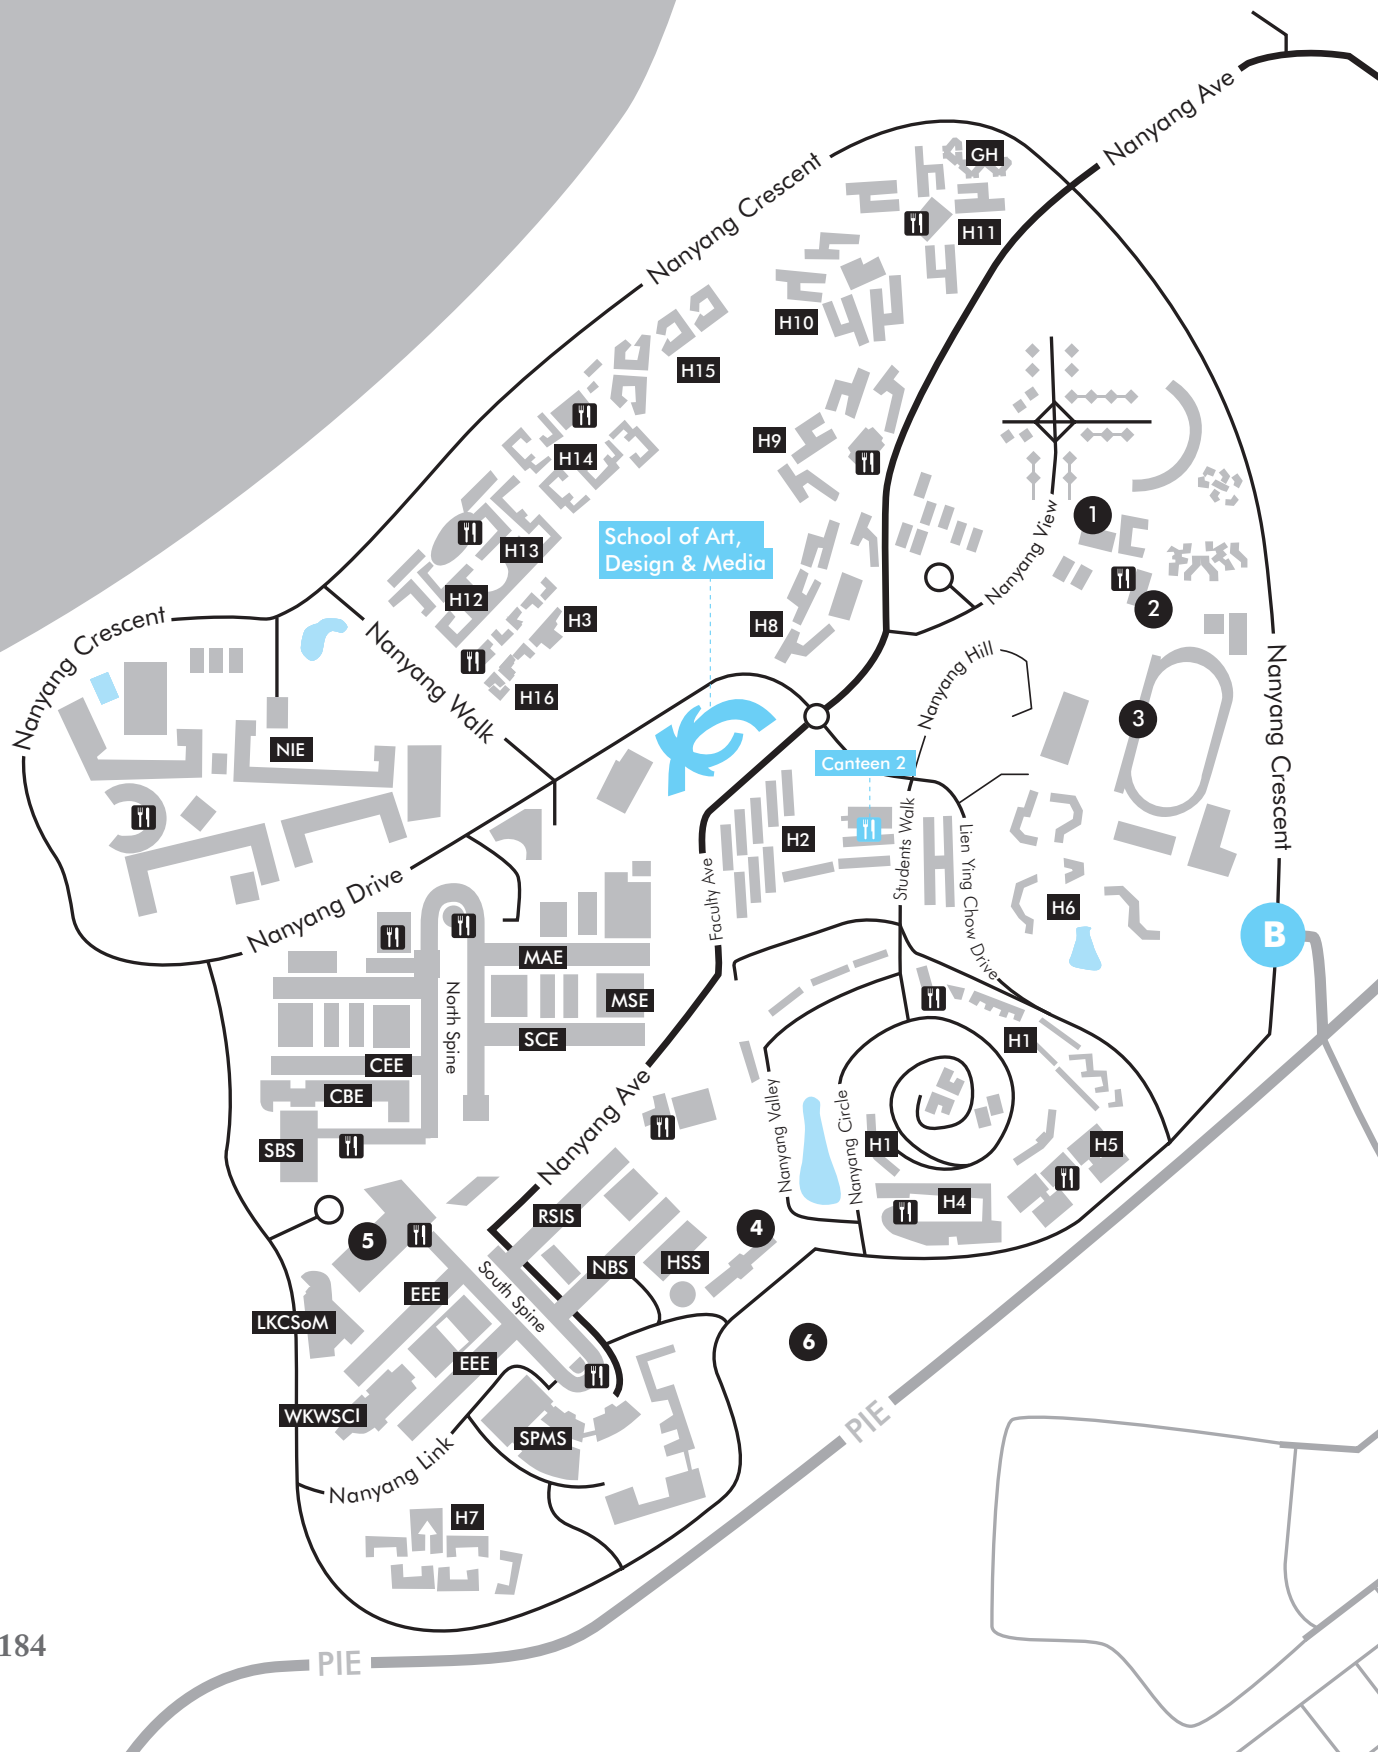 Nanyang Ave
GH
Nanyang Crescent
H11
H10
H15
H9
H14
1
School of Art,
Design & Media
H13
Nanyang View
H12
2
H3
H8
Nanyang Crescent
Nanyang Walk
Nanyang Hill
H16
3
Nanyang Crescent
NIE
Canteen 2
H2
Students Walk
Lien Ying Chow Drive
Faculty Ave
Nanyang Drive
H6
B
MAE
North Spine
MSE
SCE
H1
CEE
CBE
Nanyang Ave
Nanyang Valley
Nanyang Circle
SBS
H1
H5
H4
RSIS
5
4
NBS
HSS
South Spine
EEE
LKCSoM
6
EEE
WKWSCI
SPMS
PIE
Nanyang Link
H7
184
PIE